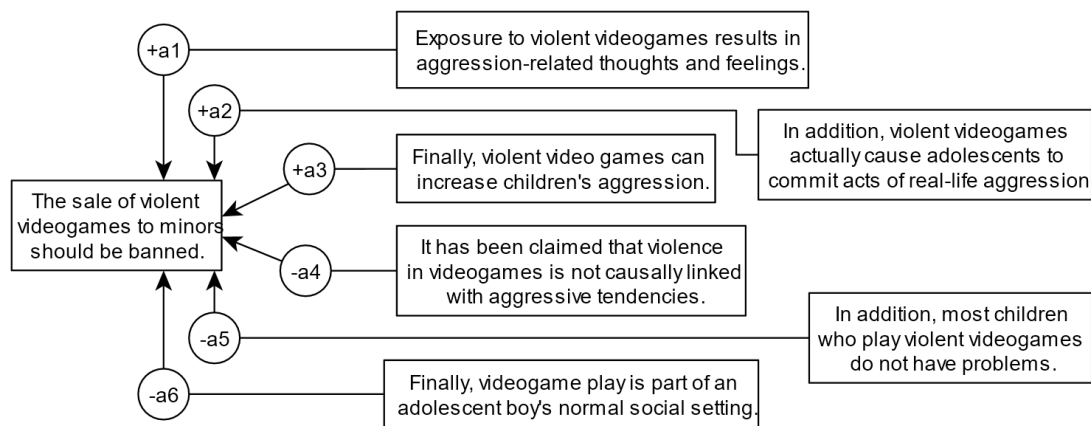 +a1
Exposure to violent videogames results in
aggression-related thoughts and feelings.
+a2
In addition, violent videogames
actually cause adolescents to
commit acts of real-life aggression
+a3
Finally, violent video games can
increase children's aggression.
The sale of violent
videogames to minors
should be banned.
-a4
It has been claimed that violence
in videogames is not causally linked
with aggressive tendencies.
-a5
In addition, most children
who play violent videogames
do not have problems.
-a6
Finally, videogame play is part of an
adolescent boy's normal social setting.